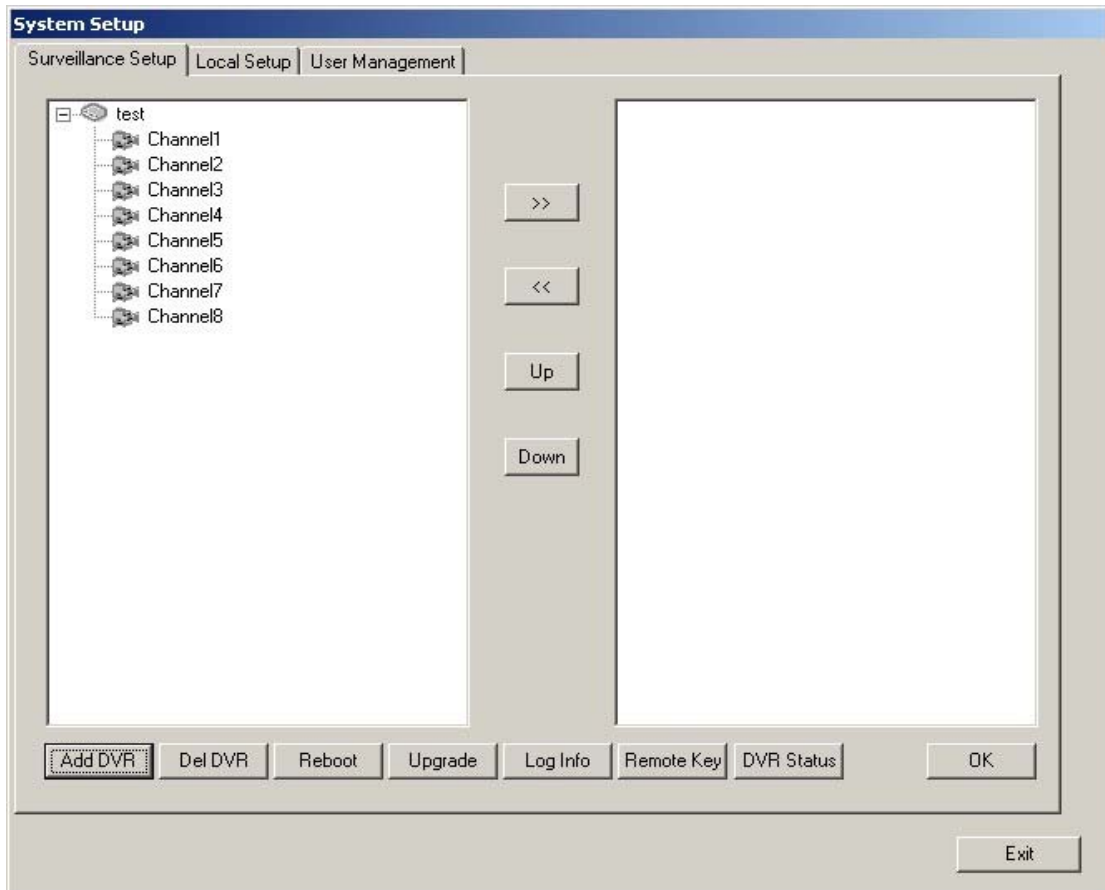 System Setup
Surveillance Setup Local Setup User Management
test
Channel1
Channel2
Channel3
Channel4
Channel5
Channel6
Channel7
Channel8
>>
<<
Up
Down
Add DVR Del DVR Reboot Upgrade Log Info Remote Key DVR Status OK
Exit